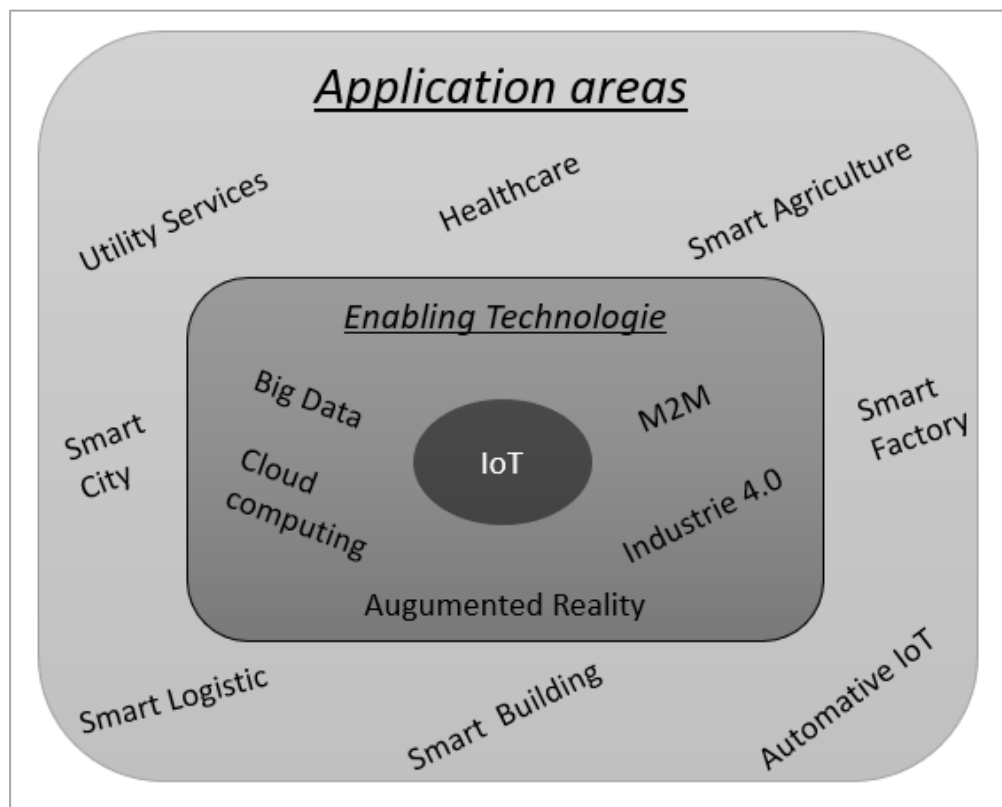 Application areas
Utility Services
Healthcare
Smart Agriculture
Enabling Technologie
Big Data
M2M
Smart
City
Cloud
computing
IoT
Industrie 4.0
Smart
Factory
Augumented Reality
Smart Logistic
Smart Building
Automative IoT